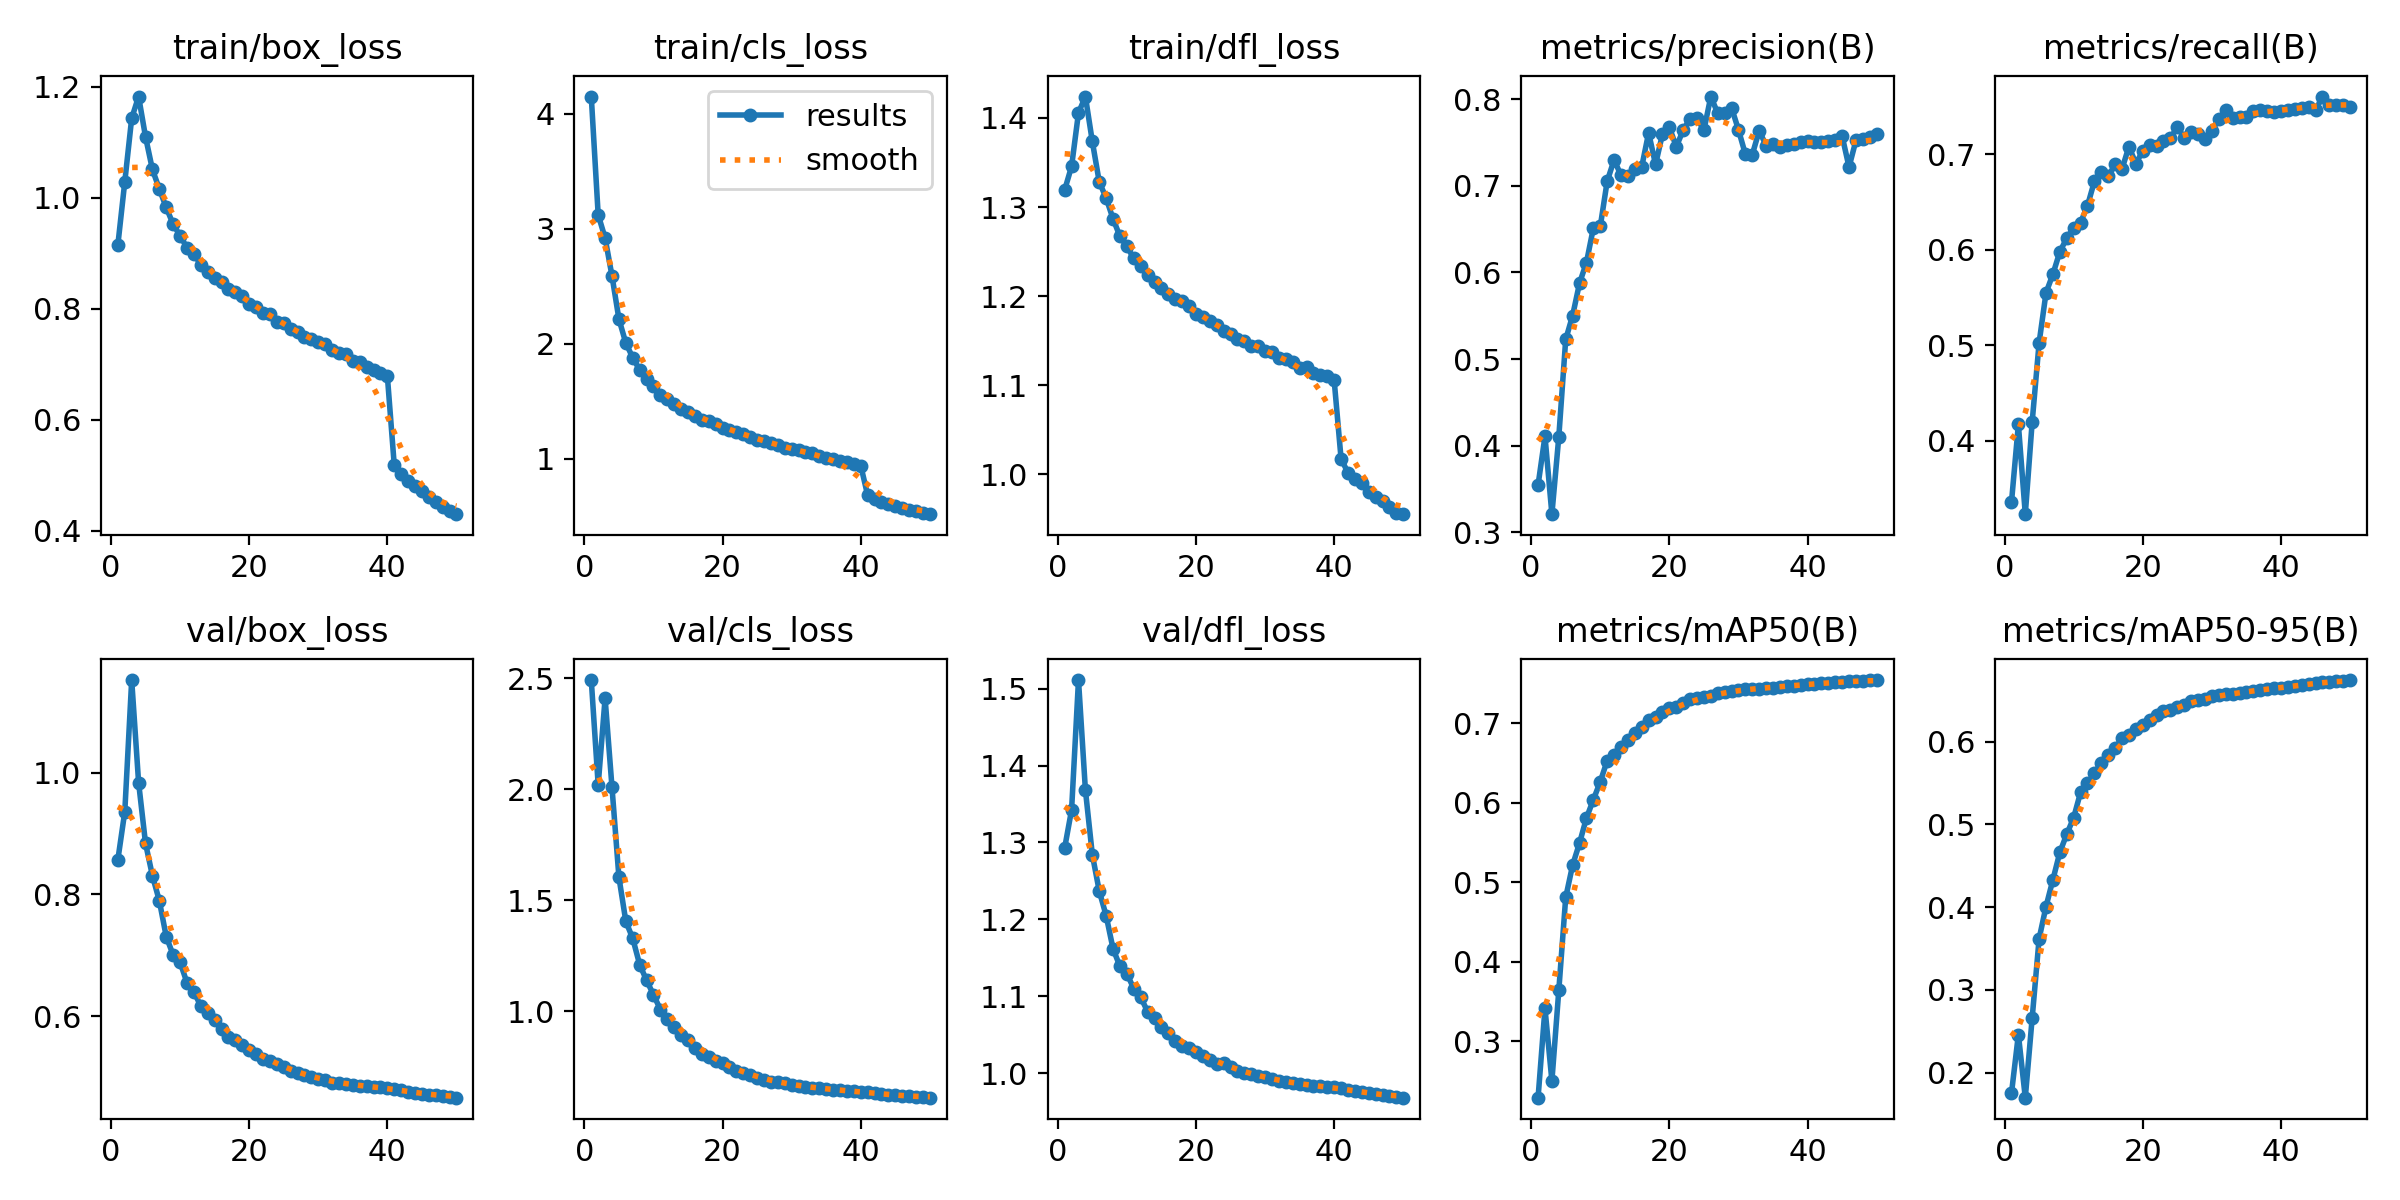 train/box_loss
1.2
1.0
0.8
0.6
0.4
0 20 40
train/cls_loss
results
smooth
4
3
2
1
0 20 40
train/dfl_loss
1.4
1.3
1.2
1.1
1.0
0 20 40
metrics/precision(B)
0.8
0.7
0.6
0.5
0.4
0.3
0 20 40
metrics/recall(B)
0.7
0.6
0.5
0.4
0 20 40
val/box_loss
1.0
0.8
0.6
0 20 40
val/cls_loss
2.5
2.0
1.5
1.0
0 20 40
val/dfl_loss
1.5
1.4
1.3
1.2
1.1
1.0
0 20 40
metrics/mAP50(B)
0.7
0.6
0.5
0.4
0.3
0 20 40
metrics/mAP50-95(B)
0.6
0.5
0.4
0.3
0.2
0 20 40